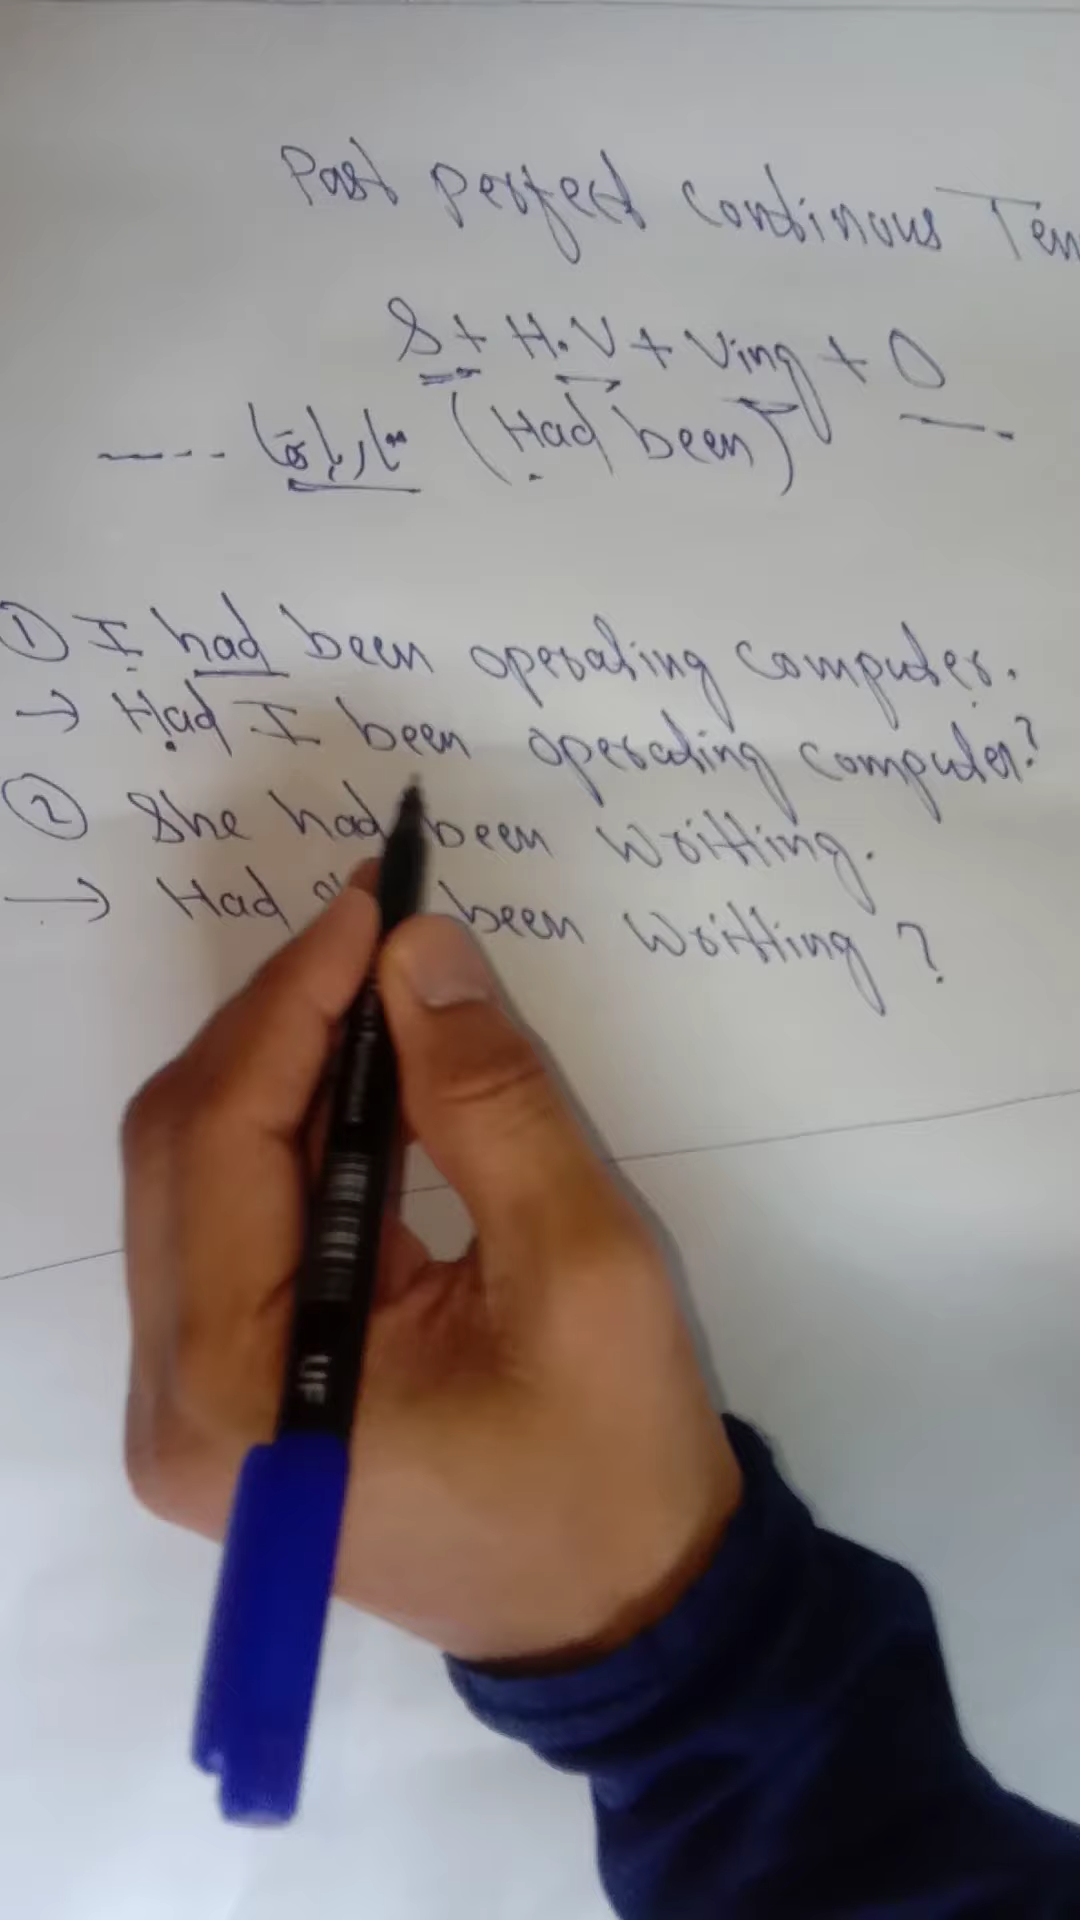 Past perfect continous Ten
S + H.V + Ving + O
---- تارہاتھا (Had been)
① I had been operating computer.
→ Had I been operating computer?
② She had been writting.
→ Had been writting ?